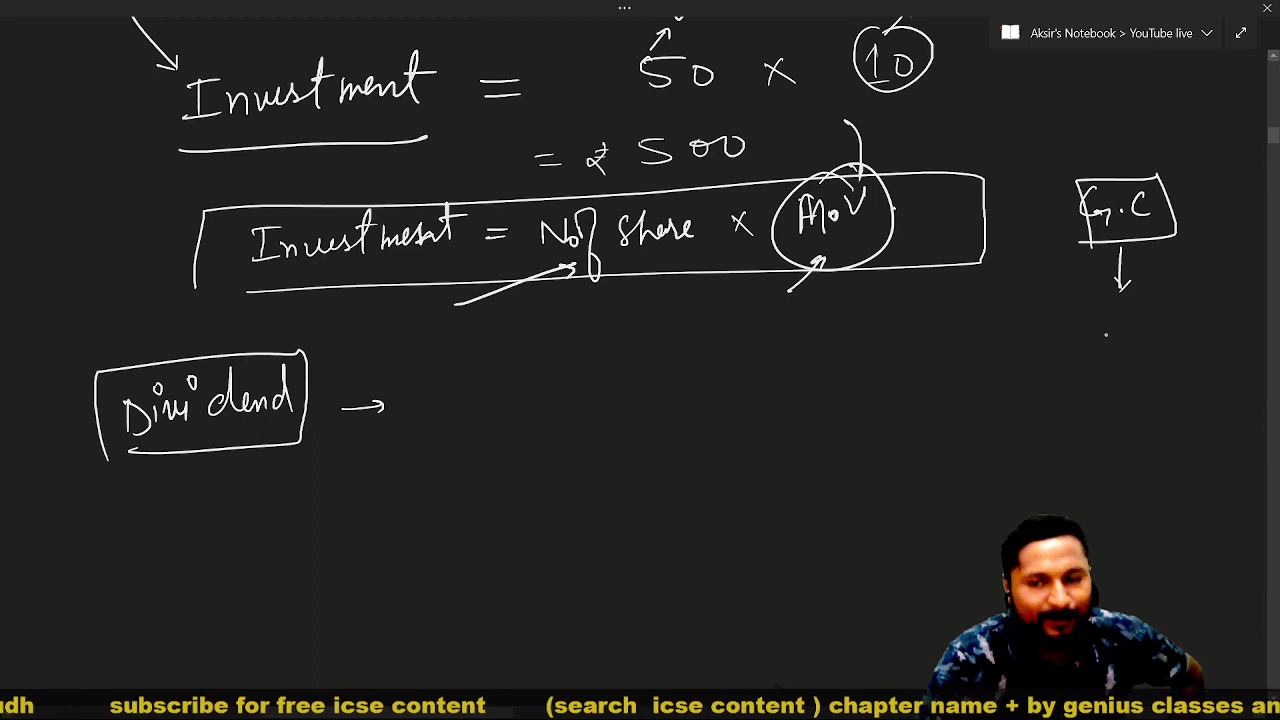 Aksir's Notebook > YouTube live
Investment = 50 × 10
= ₹ 500
Investment = No of Share × M.V
G.C
Dividend →
udh subscribe for free icse content (search icse content ) chapter name + by genius classes an